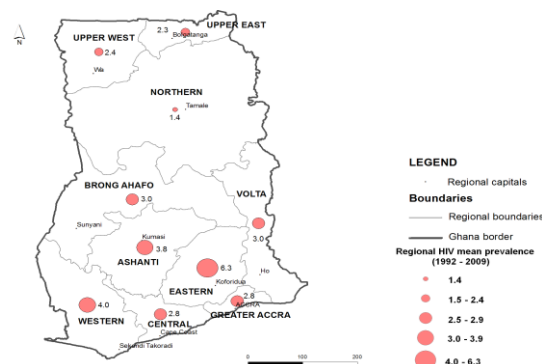 N
UPPER EAST
2.3
Bolgatanga
UPPER WEST
2.4
Wa
NORTHERN
Tamale
1.4
BRONG AHAFO
3.0
VOLTA
3.0
Sunyani
Kumasi
3.8
ASHANTI
6.3
Ho
EASTERN
Koforidua
4.0
2.8
2.8
ACCRA
WESTERN
CENTRAL
GREATER ACCRA
Cape Coast
Sekundi Takoradi
0
100
200
LEGEND
Regional capitals
Boundaries
Regional boundaries
Ghana border
Regional HIV mean prevalence
(1992 - 2009)
1.4
1.5 - 2.4
2.5 - 2.9
3.0 - 3.9
4.0 - 6.3